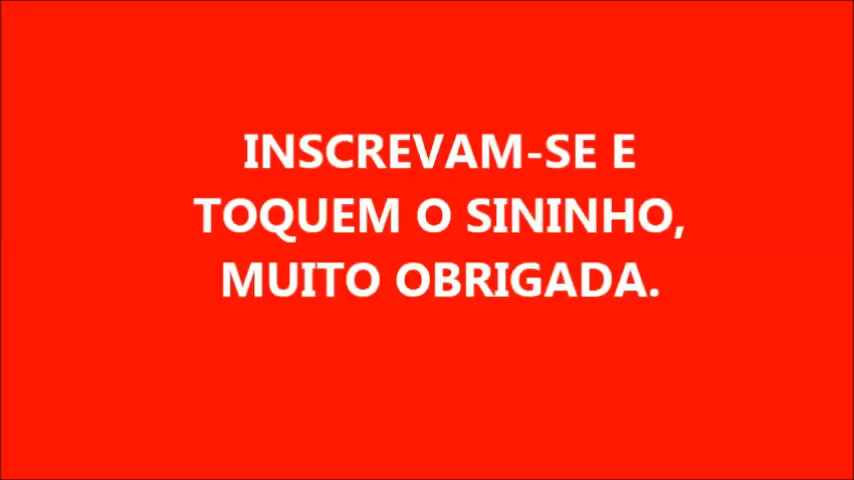 INSCREVAM-SE E
TOQUEM O SININHO,
MUITO OBRIGADA.